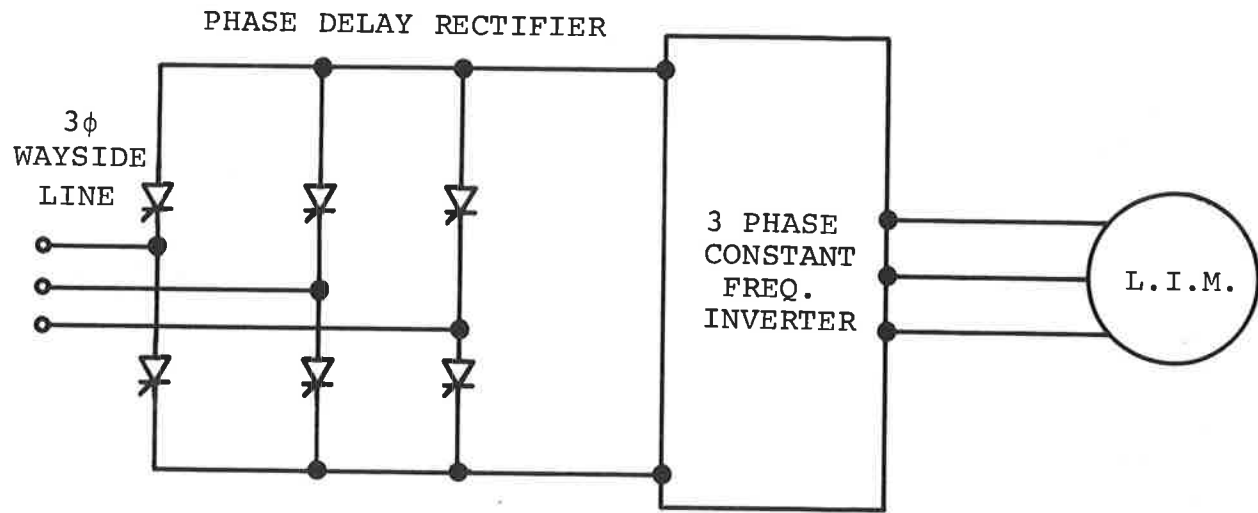 PHASE DELAY RECTIFIER
3ϕ
WAYSIDE
LINE
3 PHASE
CONSTANT
FREQ.
INVERTER
L.I.M.